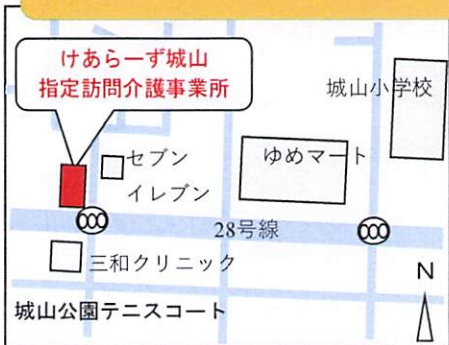 けあらーず城山
指定訪問介護事業所
城山小学校
セブン
イレブン
ゆめマート
28号線
三和クリニック
N
城山公園テニスコート